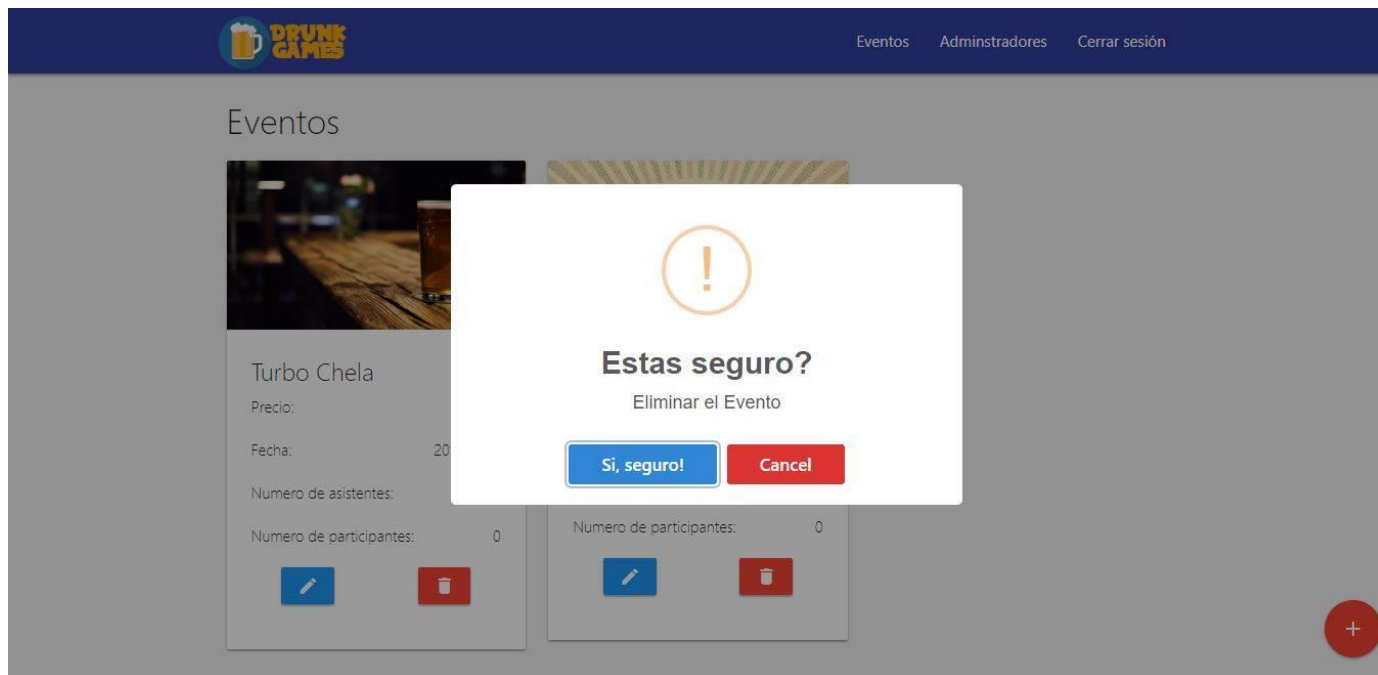 DRUNK
GAMES
Eventos Adminstradores Cerrar sesión
Eventos
Turbo Chela
Precio:
Fecha: 20
Numero de asistentes:
Numero de participantes: 0
Numero de participantes: 0
!
Estas seguro?
Eliminar el Evento
Si, seguro! Cancel
+